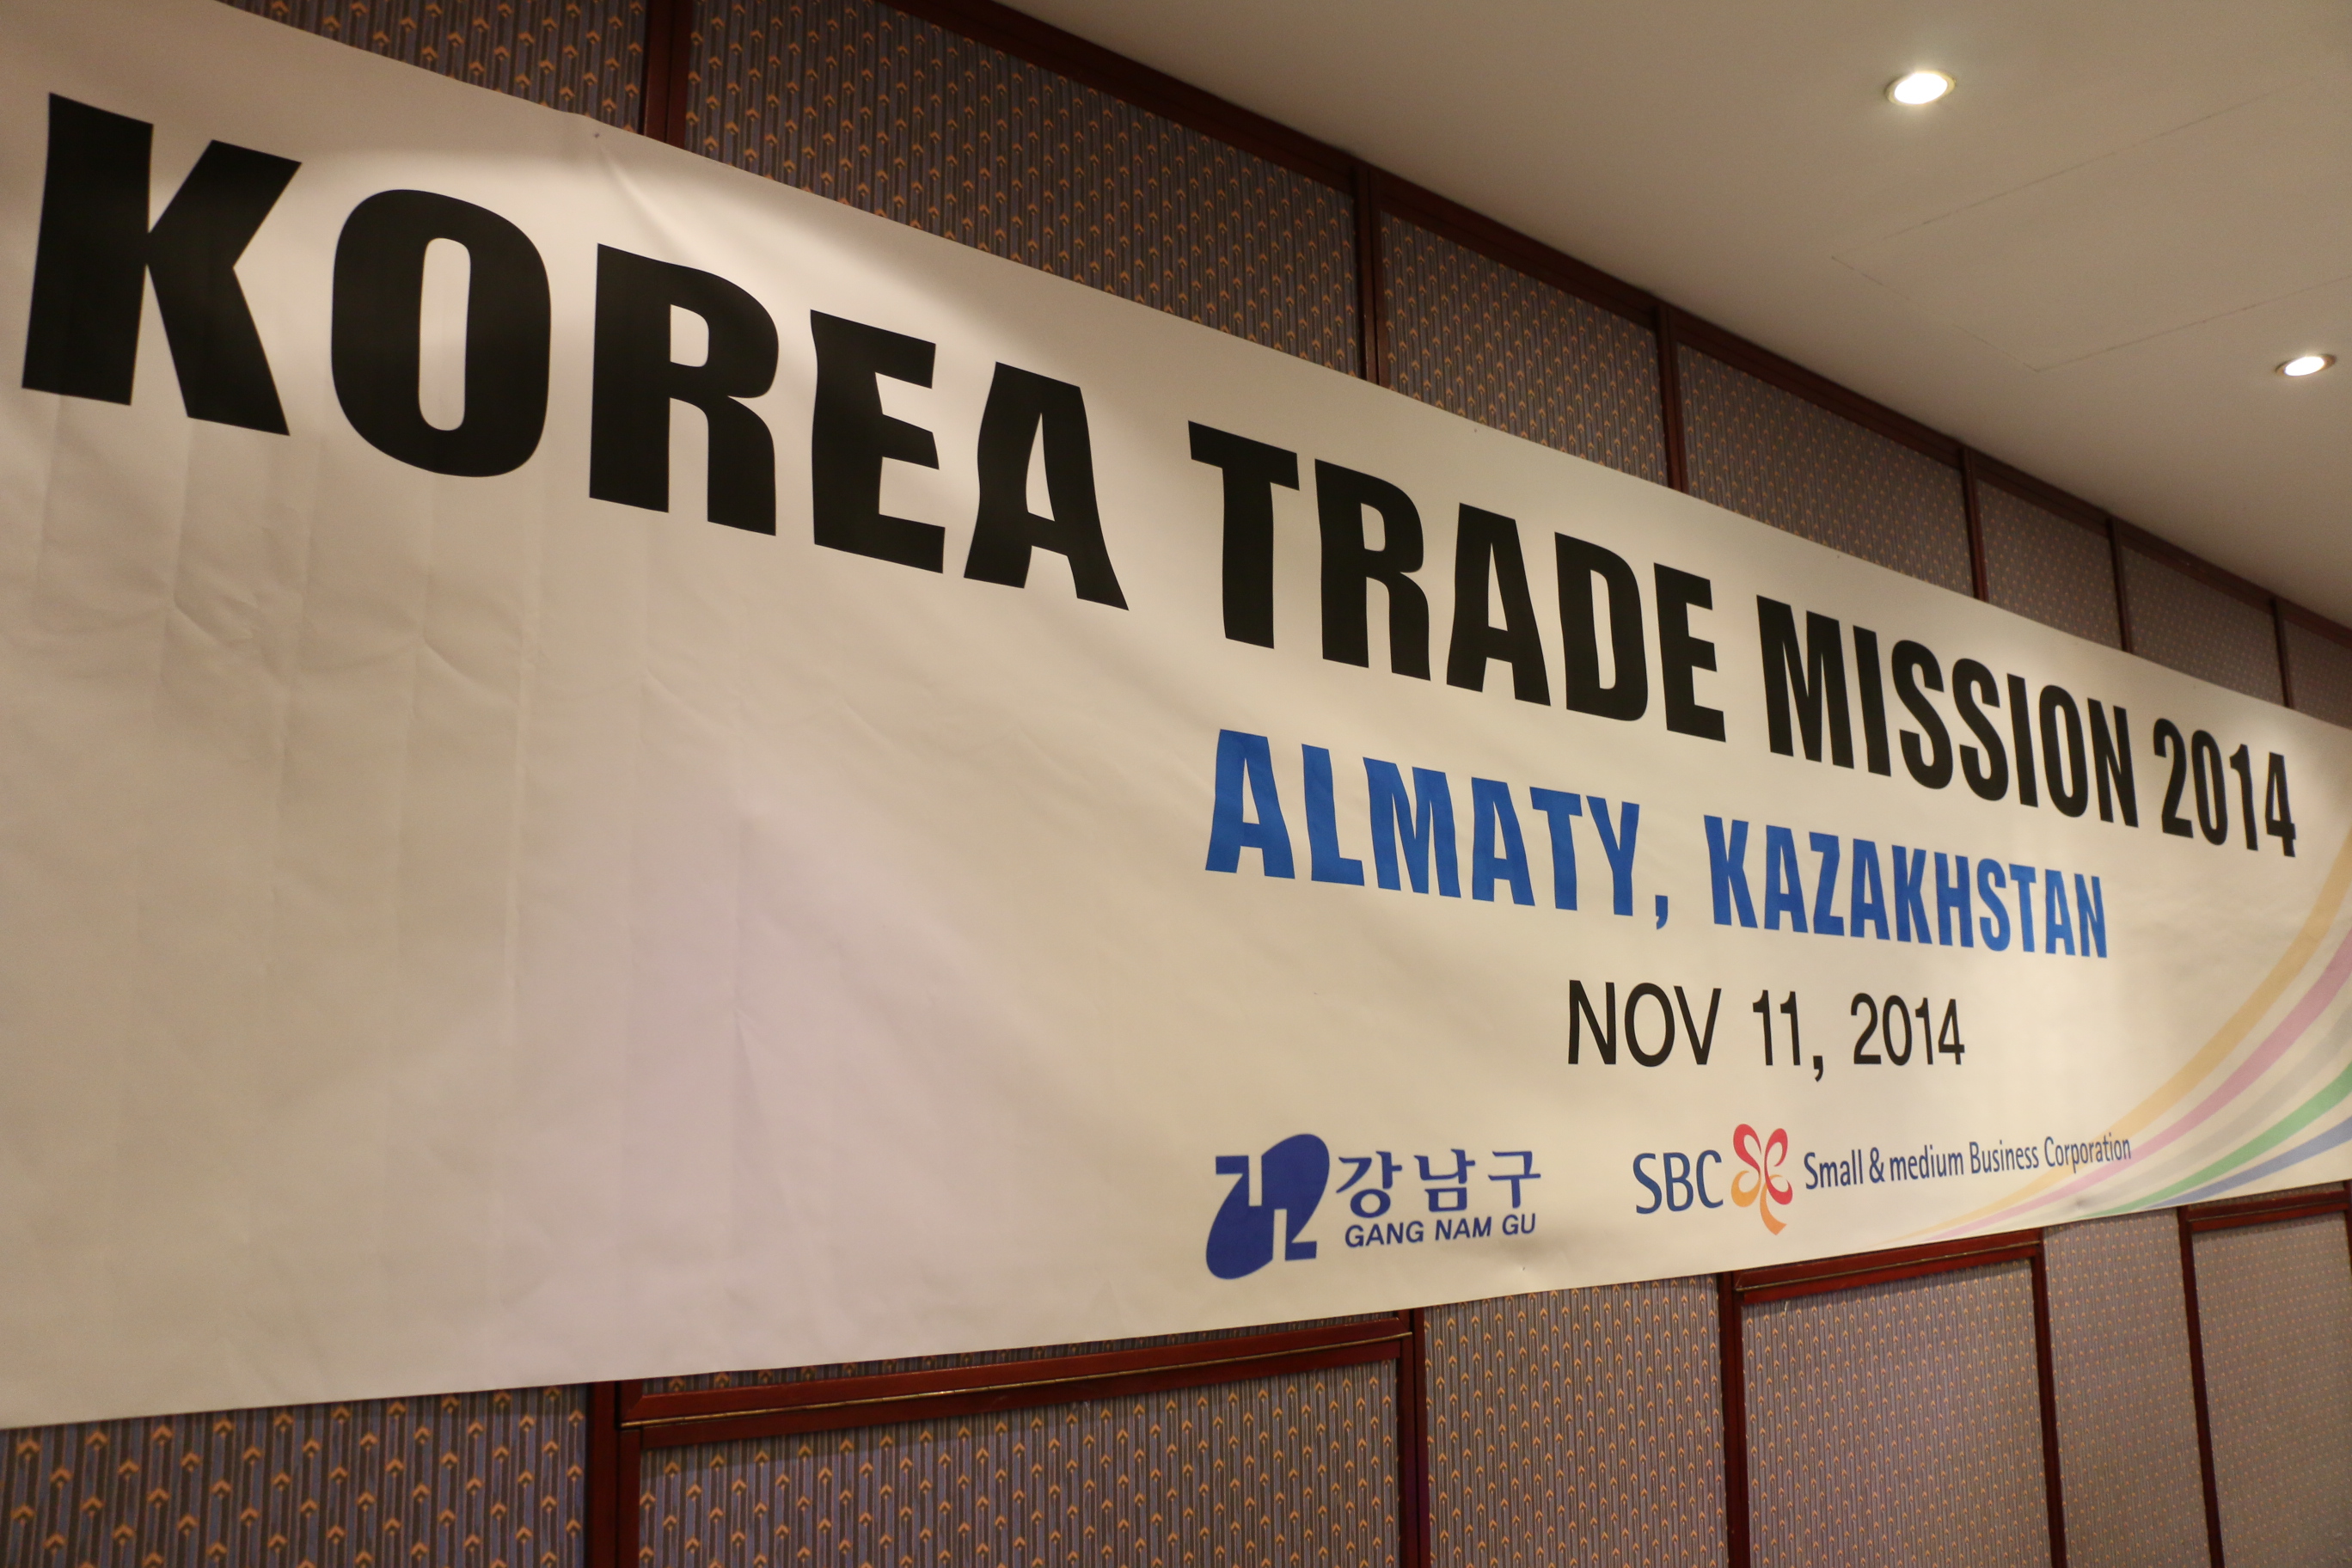 KOREA TRADE MISSION 2014
ALMATY, KAZAKHSTAN
NOV 11, 2014
강남구
GANG NAM GU
SBC Small & medium Business Corporation